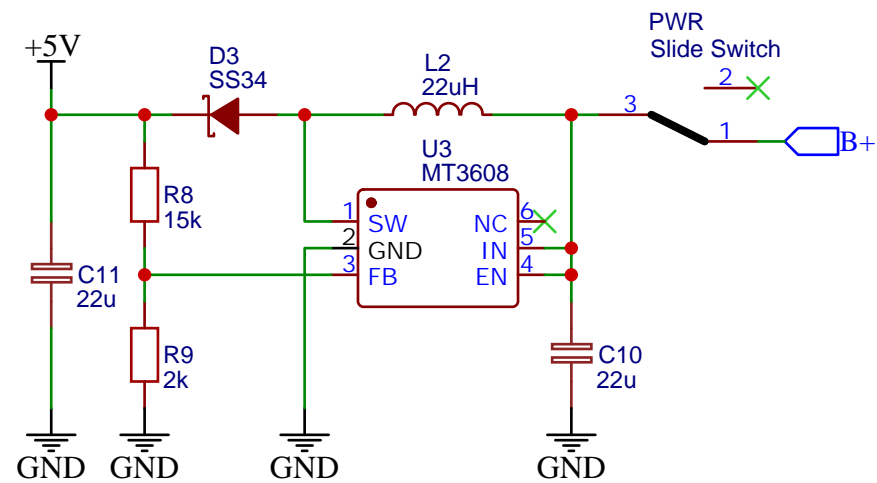 PWR
Slide Switch
+5V
D3
SS34
L2
22uH
2
3
1
B+
U3
MT3608
R8
15k
1
SW
NC
6
2
GND
IN
5
3
FB
EN
4
C11
22u
R9
2k
C10
22u
GND
GND
GND
GND